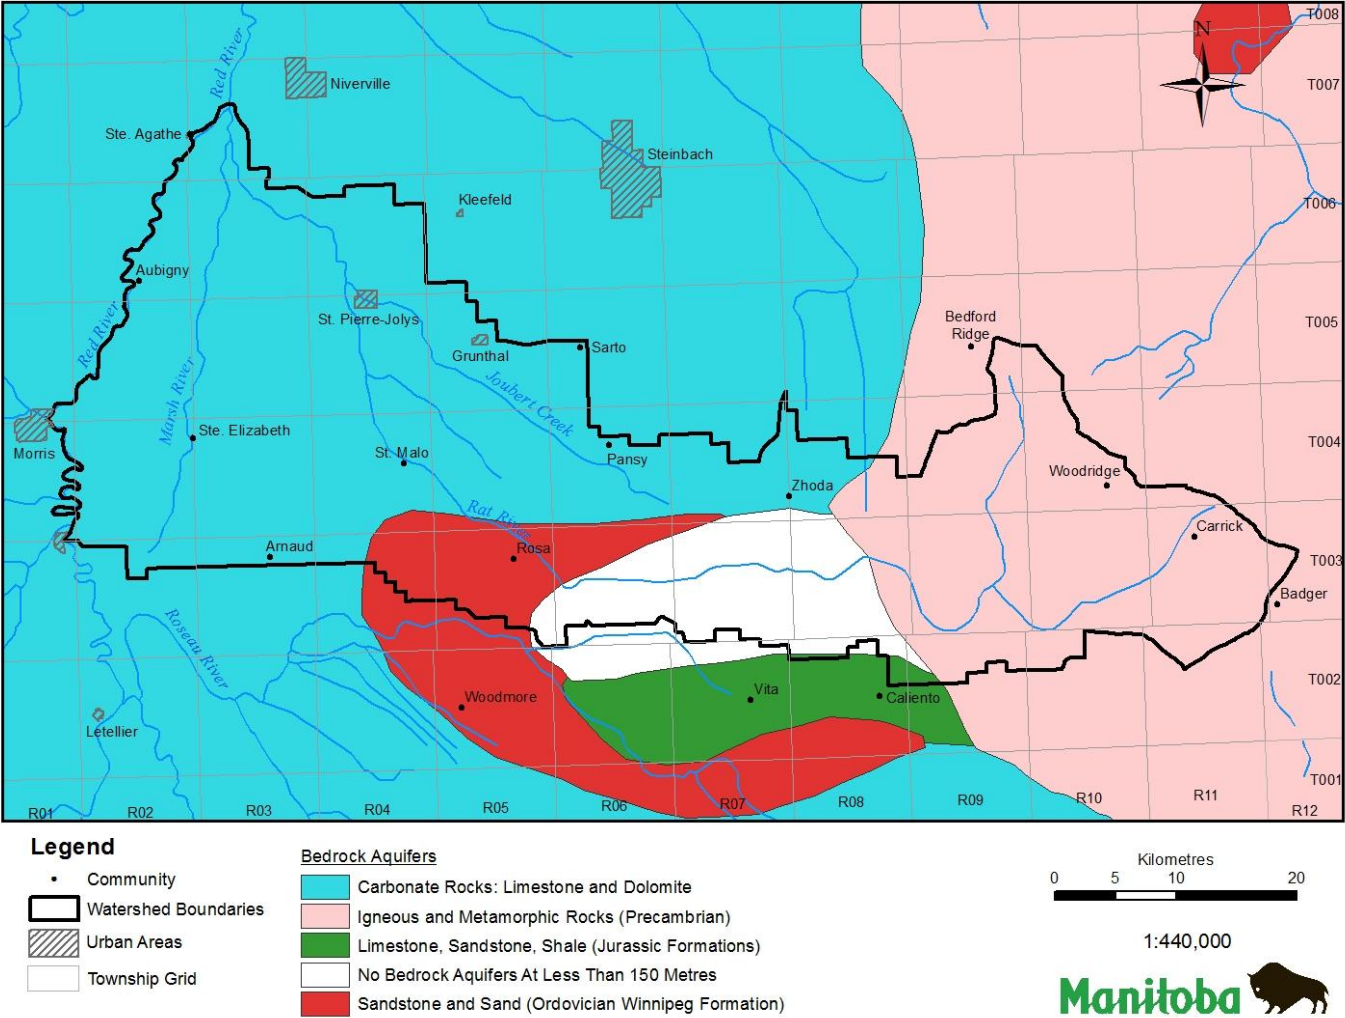 T008
N
Red River
Niverville
T007
Ste. Agathe
Steinbach
Kleefeld
T006
Aubigny
St. Pierre-Jolys
Red River
Bedford
Ridge
T005
Grunthal
Sarto
Joubert Creek
Marsh River
Ste. Elizabeth
T004
Morris
St. Malo
Pansy
Woodridge
Zhoda
Rat River
Carrick
Arnaud
Rosa
T003
Badger
Roseau River
Woodmore
Vita
Caliento
T002
Letellier
T001
R01
R02
R03
R04
R05
R06
R07
R08
R09
R10
R11
R12
Legend
Community
Watershed Boundaries
Urban Areas
Township Grid
Bedrock Aquifers
Carbonate Rocks: Limestone and Dolomite
Igneous and Metamorphic Rocks (Precambrian)
Limestone, Sandstone, Shale (Jurassic Formations)
No Bedrock Aquifers At Less Than 150 Metres
Sandstone and Sand (Ordovician Winnipeg Formation)
Kilometres
0 5 10 20
1:440,000
Manitoba